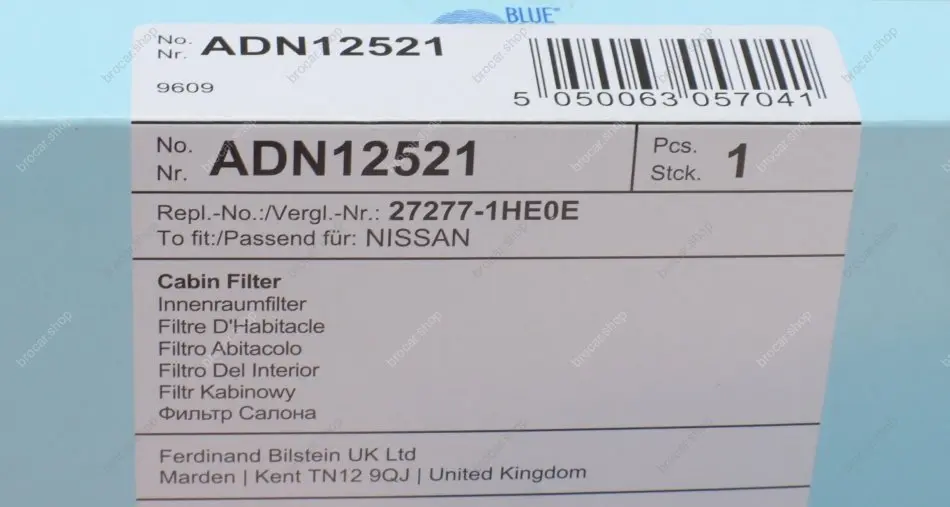 BLUE
No. ADN12521
Nr.
9609
5 050063 057041
No. ADN12521
Nr.
Pcs. 1
Stck.
Repl.-No.:/Vergl.-Nr.: 27277-1HE0E
To fit:/Passend für: NISSAN
Cabin Filter
Innenraumfilter
Filtre D'Habitacle
Filtro Abitacolo
Filtro Del Interior
Filtr Kabinowy
Фильтр Салона
Ferdinand Bilstein UK Ltd
Marden | Kent TN12 9QJ | United Kingdom
brocar.shop